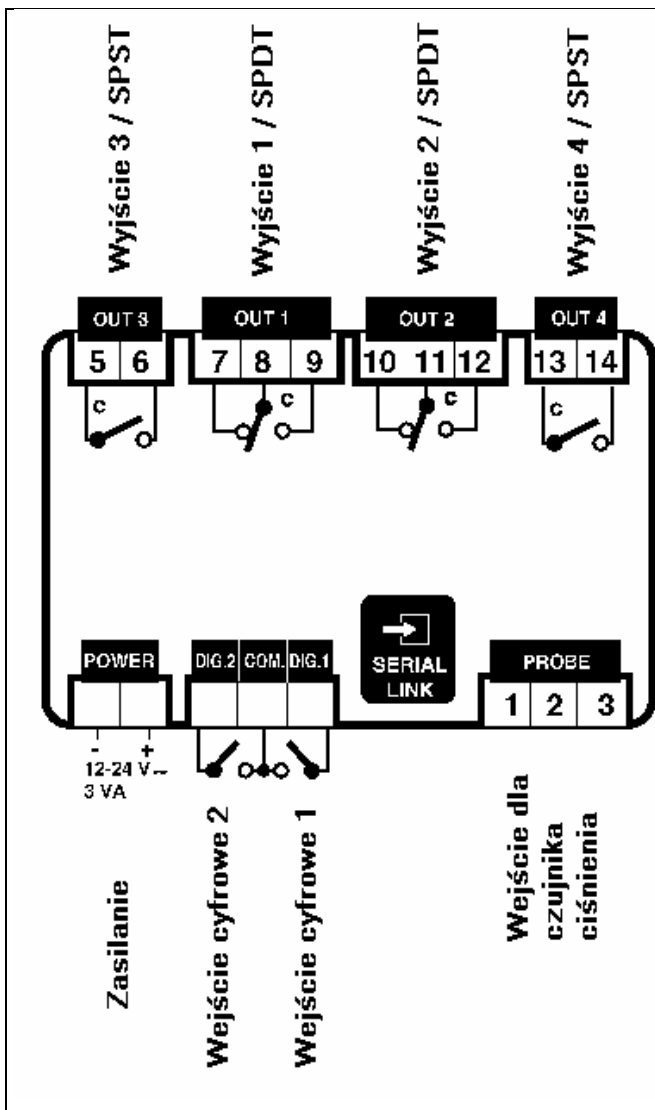 Wyjście 3 / SPST
Wyjście 1 / SPDT
Wyjście 2 / SPDT
Wyjście 4 / SPST
OUT 3
OUT 1
OUT 2
OUT 4
5 6
7 8 9
10 11 12
13 14
C
C
C
C
SERIAL
LINK
POWER
DIG.2 COM. DIG.1
PROBE
1 2 3
- +
12-24 V~
3 VA
Zasilanie
Wejście cyfrowe 2
Wejście cyfrowe 1
Wejście dla
czujnika
ciśnienia